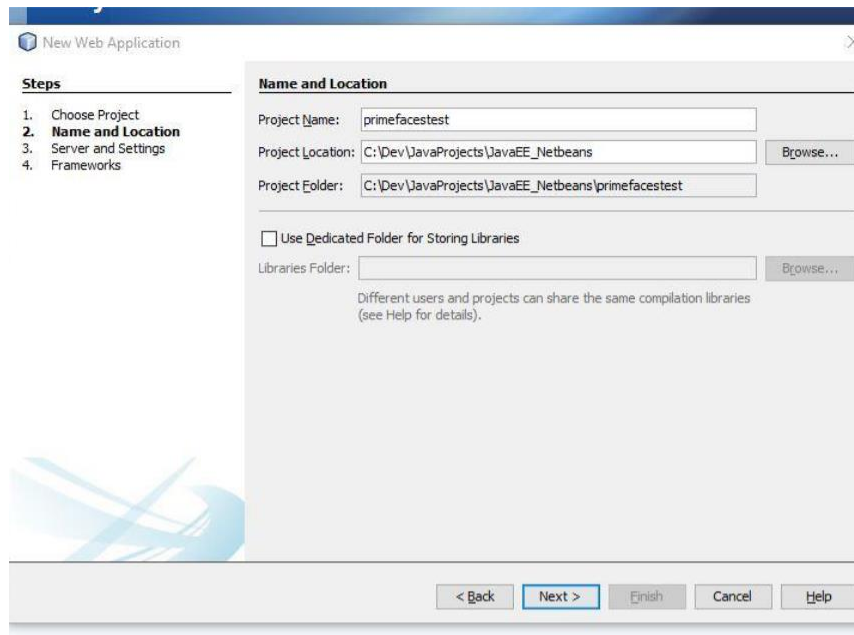 New Web Application
Steps
1. Choose Project
2. Name and Location
3. Server and Settings
4. Frameworks
Name and Location
Project Name: primefacestest
Project Location: C:\Dev\JavaProjects\JavaEE_Netbeans Browse...
Project Folder: C:\Dev\JavaProjects\JavaEE_Netbeans\primefacestest
Use Dedicated Folder for Storing Libraries
Libraries Folder: Browse...
Different users and projects can share the same compilation libraries
(see Help for details).
< Back Next > Finish Cancel Help